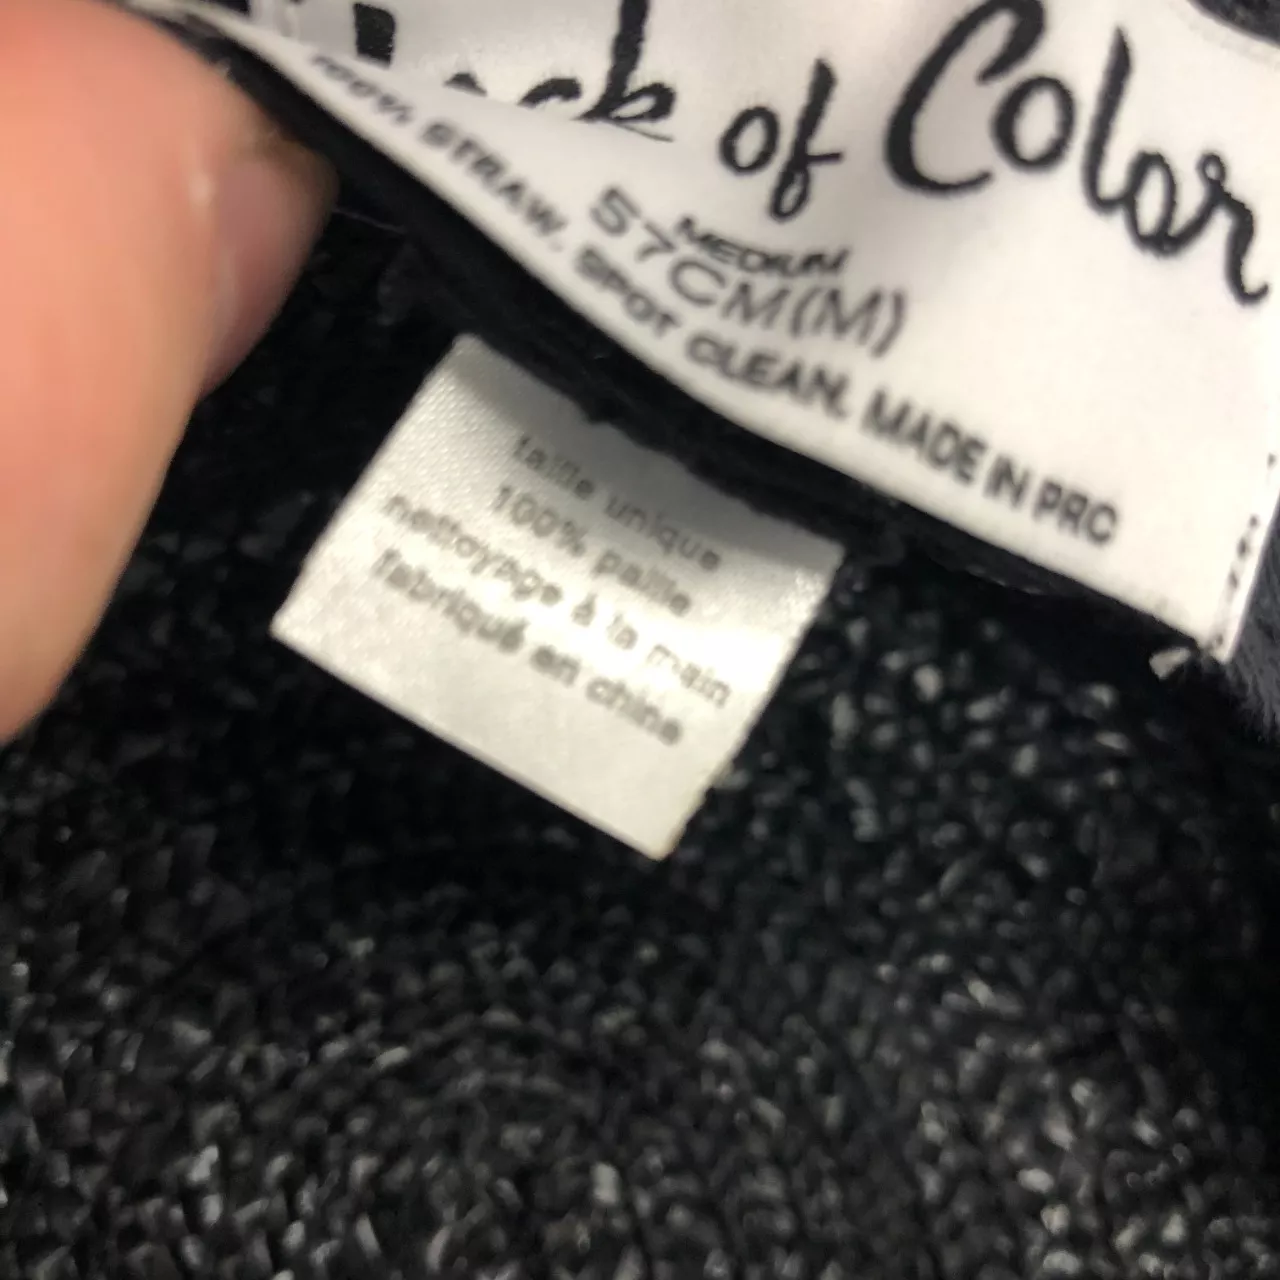 of Color
MEDIUM
57CM(M)
100% STRAW. SPOT CLEAN. MADE IN PRC
taille unique
100% paille
nettoyage à la main
fabriqué en chine